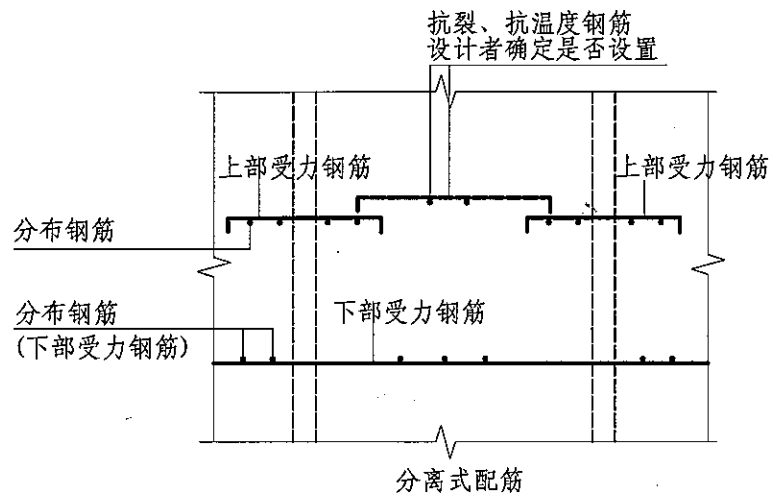 抗裂、抗温度钢筋
设计者确定是否设置
上部受力钢筋
上部受力钢筋
分布钢筋
分布钢筋
(下部受力钢筋)
下部受力钢筋
分离式配筋